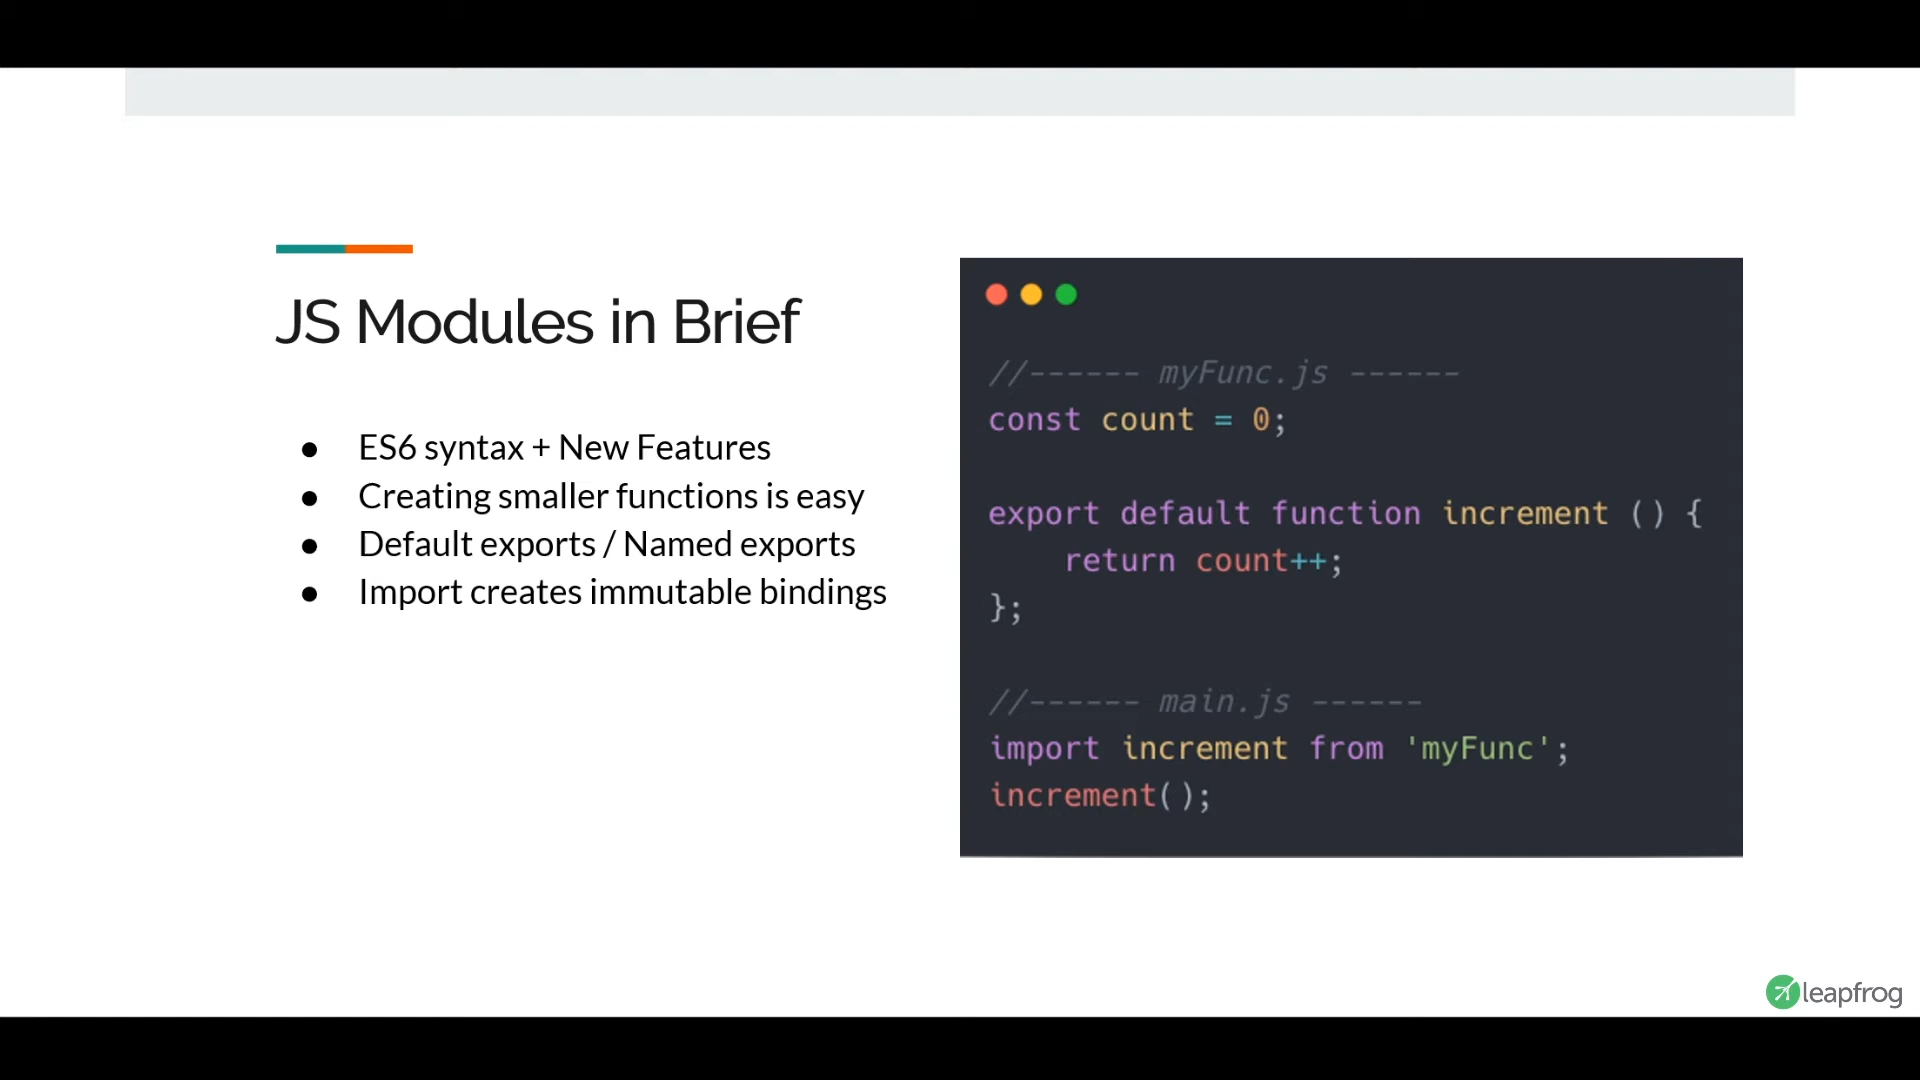 JS Modules in Brief
● ES6 syntax + New Features
● Creating smaller functions is easy
● Default exports / Named exports
● Import creates immutable bindings
//------ myFunc.js ------
const count = 0;
export default function increment () {
    return count++;
};
//------ main.js ------
import increment from 'myFunc';
increment();
leapfrog